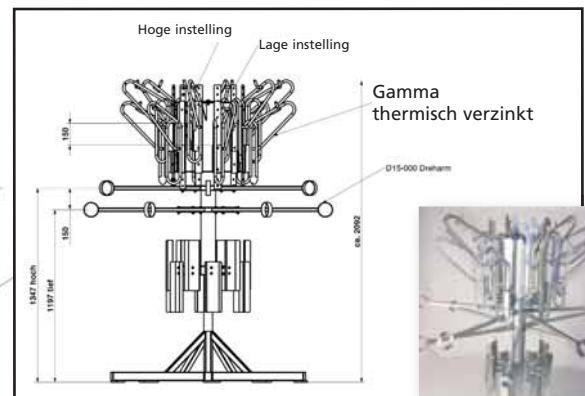 Hoge instelling
Lage instelling
Gamma
thermisch verzinkt
150
D15-000 Dreharm
150
ca. 2092
1347 hoch
1197 tief